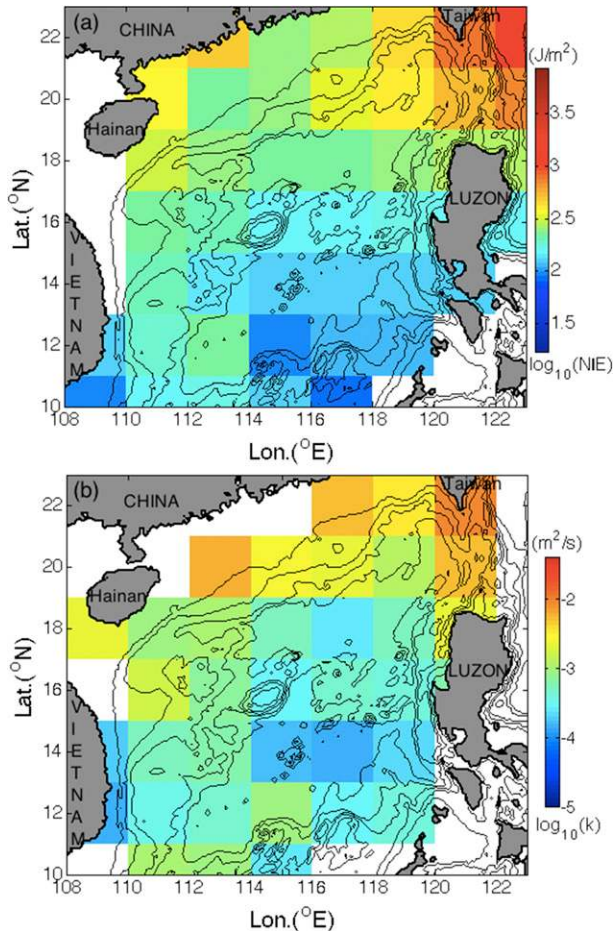 (a)
CHINA
Taiwan
Hainan
LUZON
VIETNAM
22
20
18
16
14
12
10
Lat.(°N)
108 110 112 114 116 118 120 122
Lon.(°E)
(J/m²)
4
3.5
3
2.5
2
1.5
log₁₀(NIE)
(b)
CHINA
Taiwan
Hainan
LUZON
VIETNAM
22
20
18
16
14
12
10
Lat.(°N)
108 110 112 114 116 118 120 122
Lon.(°E)
(m²/s)
-2
-3
-4
-5
log₁₀(k)